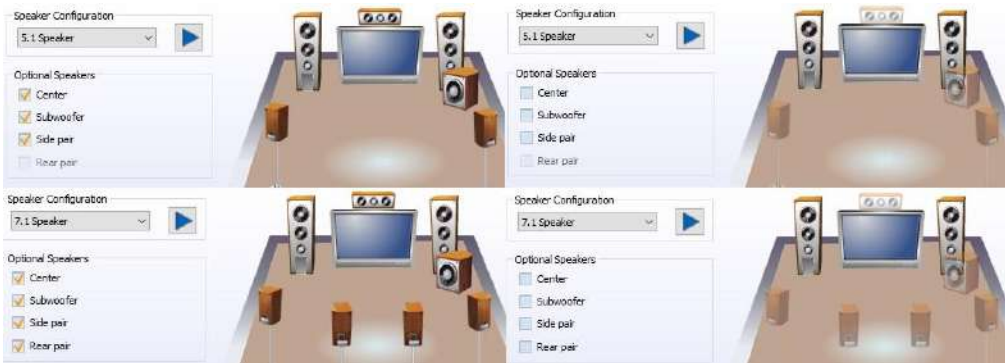 Speaker Configuration
5.1 Speaker
Optional Speakers
Center
Subwoofer
Side pair
Rear pair
Speaker Configuration
5.1 Speaker
Optional Speakers
Center
Subwoofer
Side pair
Rear pair
Speaker Configuration
7.1 Speaker
Optional Speakers
Center
Subwoofer
Side pair
Rear pair
Speaker Configuration
7.1 Speaker
Optional Speakers
Center
Subwoofer
Side pair
Rear pair